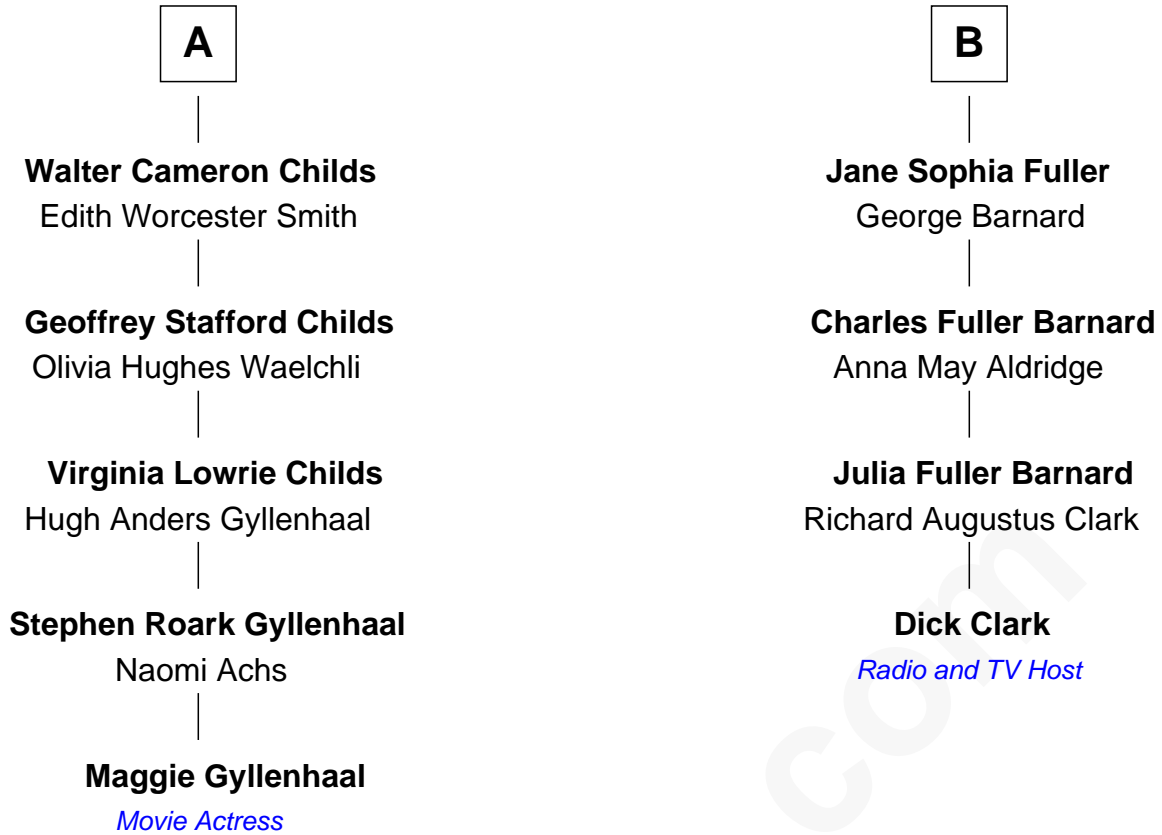 A
Walter Cameron Childs
Edith Worcester Smith
Geoffrey Stafford Childs
Olivia Hughes Waelchli
Virginia Lowrie Childs
Hugh Anders Gyllenhaal
Stephen Roark Gyllenhaal
Naomi Achs
Maggie Gyllenhaal
Movie Actress
B
Jane Sophia Fuller
George Barnard
Charles Fuller Barnard
Anna May Aldridge
Julia Fuller Barnard
Richard Augustus Clark
Dick Clark
Radio and TV Host
com